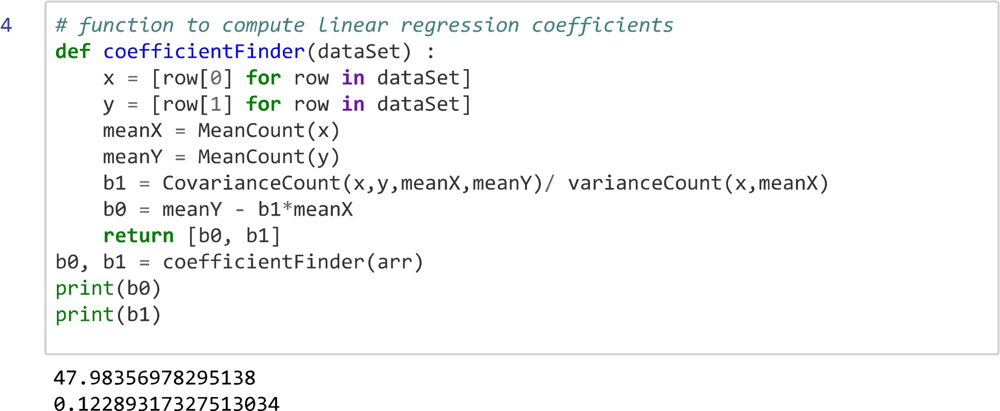 4
# function to compute linear regression coefficients
def coefficientFinder(dataSet) :
    x = [row[0] for row in dataSet]
    y = [row[1] for row in dataSet]
    meanX = MeanCount(x)
    meanY = MeanCount(y)
    b1 = CovarianceCount(x,y,meanX,meanY)/ varianceCount(x,meanX)
    b0 = meanY - b1*meanX
    return [b0, b1]
b0, b1 = coefficientFinder(arr)
print(b0)
print(b1)
47.98356978295138
0.12289317327513034